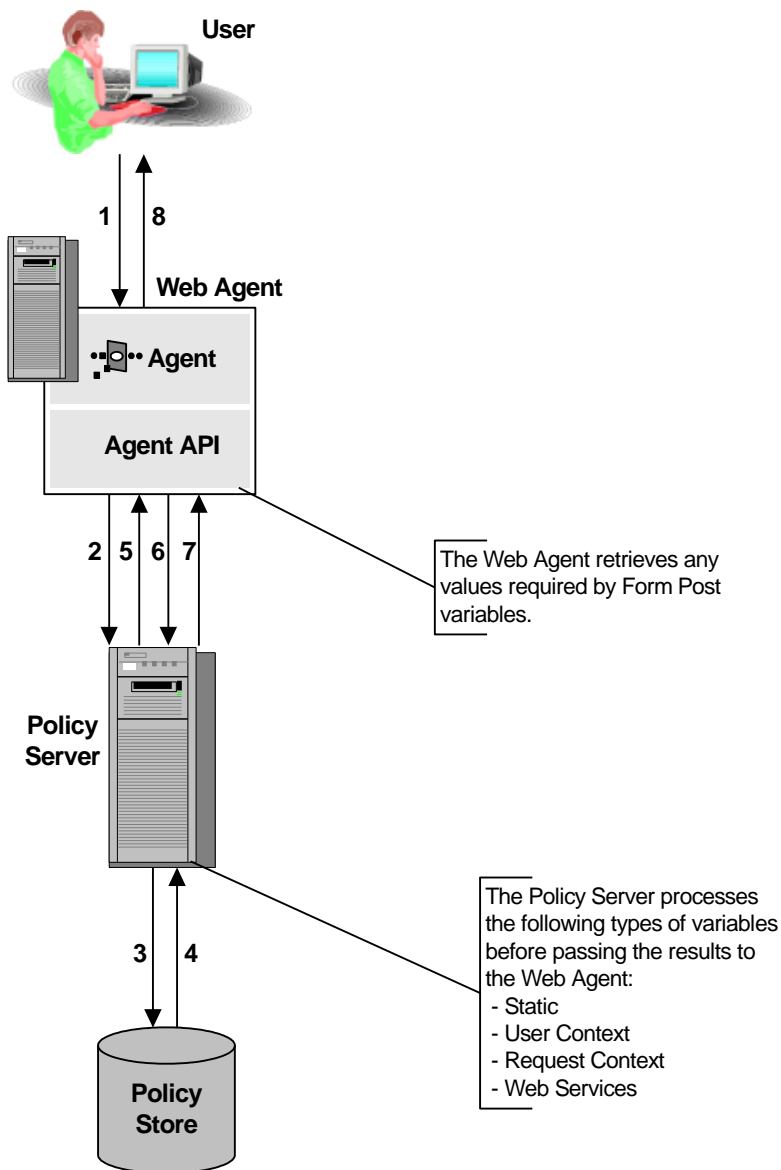 User
1
8
Web Agent
Agent
Agent API
2
5
6
7
The Web Agent retrieves any
values required by Form Post
variables.
Policy
Server
The Policy Server processes
the following types of variables
before passing the results to
the Web Agent:
- Static
- User Context
- Request Context
- Web Services
3
4
Policy
Store